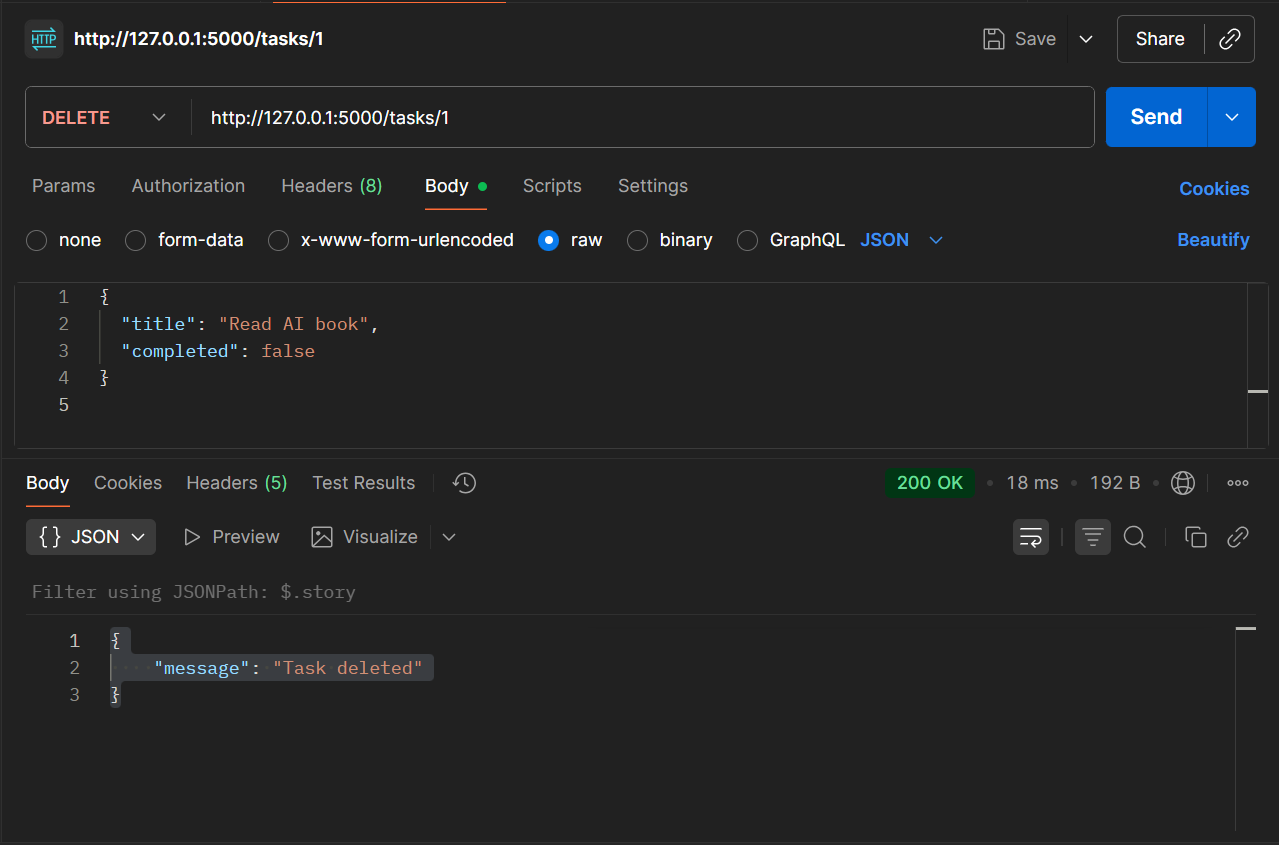 HTTP http://127.0.0.1:5000/tasks/1 Save Share
DELETE http://127.0.0.1:5000/tasks/1 Send
Params Authorization Headers (8) Body Scripts Settings Cookies
none form-data x-www-form-urlencoded raw binary GraphQL JSON Beautify
1 {
2 "title": "Read AI book",
3 "completed": false
4 }
5
Body Cookies Headers (5) Test Results 200 OK • 18 ms • 192 B •
{} JSON Preview Visualize
Filter using JSONPath: $.story
1 {
2 "message": "Task deleted"
3 }